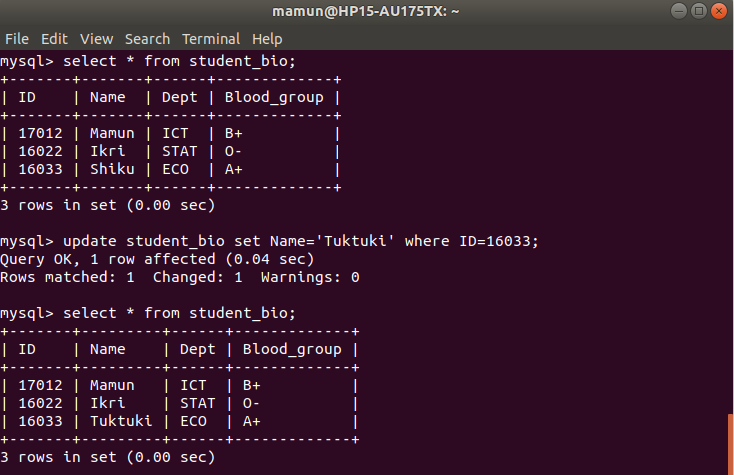 mamun@HP15-AU175TX: ~
File Edit View Search Terminal Help
mysql> select * from student_bio;
+-------+-------+------+-------------+
| ID    | Name  | Dept | Blood_group |
+-------+-------+------+-------------+
| 17012 | Mamun | ICT  | B+          |
| 16022 | Ikri  | STAT | O-          |
| 16033 | Shiku | ECO  | A+          |
+-------+-------+------+-------------+
3 rows in set (0.00 sec)

mysql> update student_bio set Name='Tuktuki' where ID=16033;
Query OK, 1 row affected (0.04 sec)
Rows matched: 1  Changed: 1  Warnings: 0

mysql> select * from student_bio;
+-------+---------+------+-------------+
| ID    | Name    | Dept | Blood_group |
+-------+---------+------+-------------+
| 17012 | Mamun   | ICT  | B+          |
| 16022 | Ikri    | STAT | O-          |
| 16033 | Tuktuki | ECO  | A+          |
+-------+---------+------+-------------+
3 rows in set (0.00 sec)